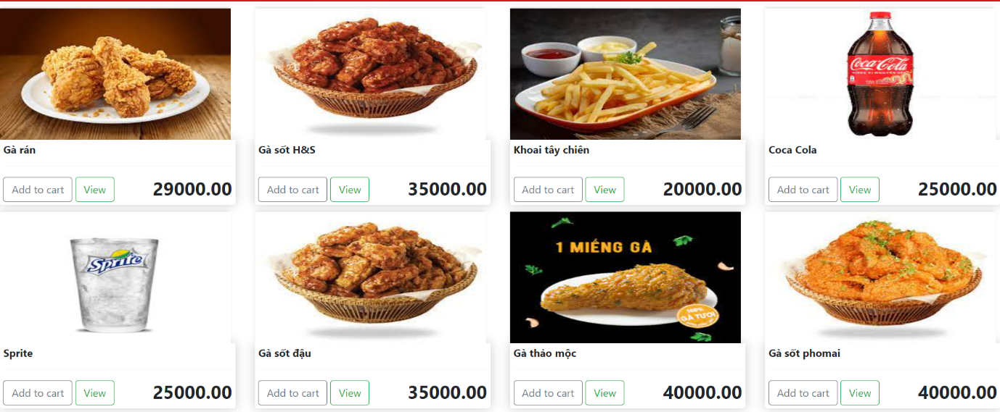 Coca-Cola
Gà rán
Gà sốt H&S
Khoai tây chiên
Coca Cola
Add to cart View 29000.00
Add to cart View 35000.00
Add to cart View 20000.00
Add to cart View 25000.00
Sprite
1 MIẾNG GÀ
100%
GÀ TƯƠI
Sprite
Gà sốt đậu
Gà thảo mộc
Gà sốt phomai
Add to cart View 25000.00
Add to cart View 35000.00
Add to cart View 40000.00
Add to cart View 40000.00